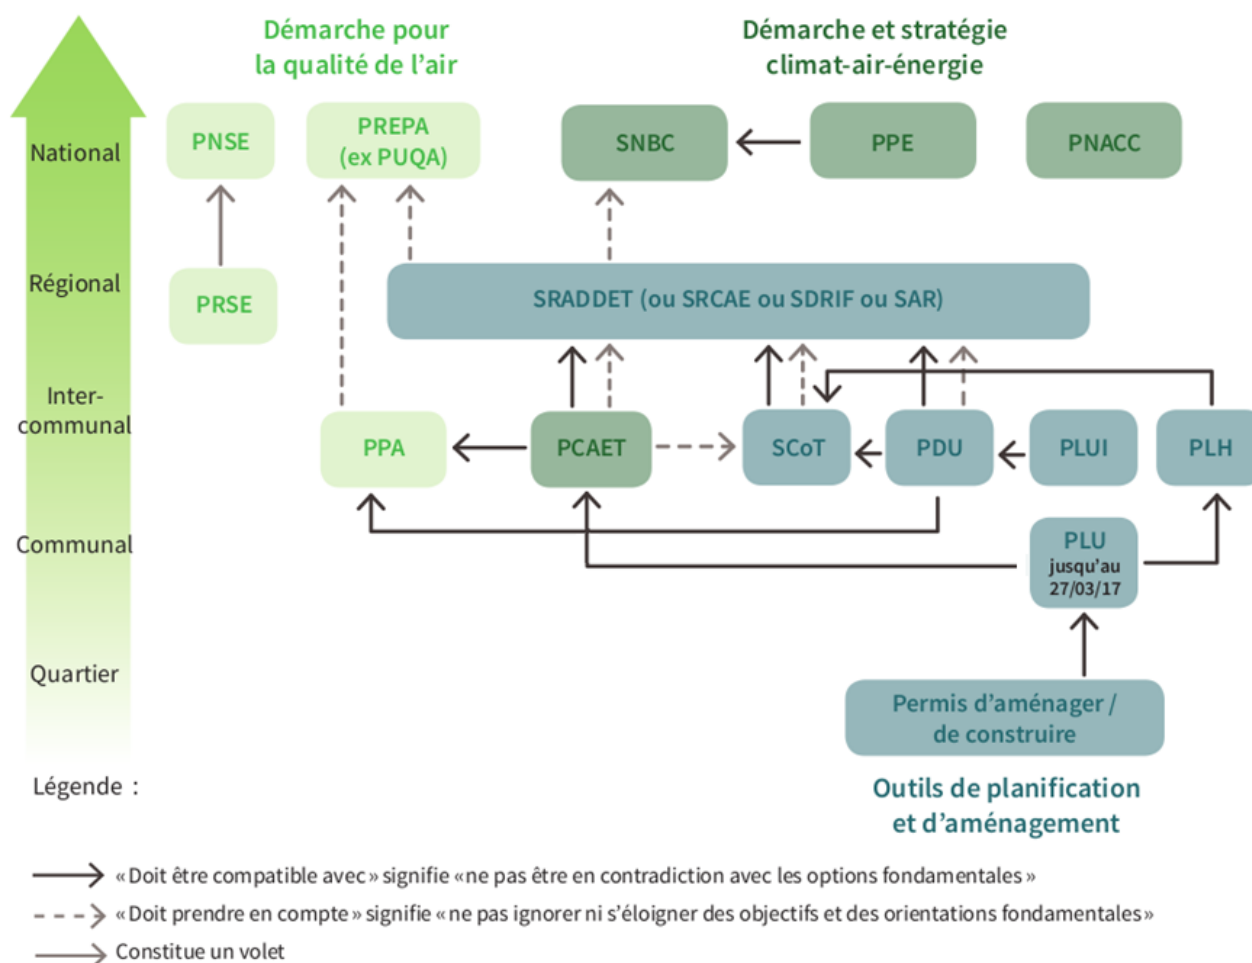 Démarche pour
la qualité de l’air
Démarche et stratégie
climat-air-énergie
National
PNSE
PREPA
(ex PUQA)
SNBC
PPE
PNACC
Régional
PRSE
SRADDET (ou SRCAE ou SDRIF ou SAR)
Inter-
communal
PPA
PCAET
SCoT
PDU
PLUI
PLH
Communal
PLU
jusqu’au
27/03/17
Quartier
Permis d’aménager /
de construire
Légende :
Outils de planification
et d’aménagement
« Doit être compatible avec » signifie « ne pas être en contradiction avec les options fondamentales »
« Doit prendre en compte » signifie « ne pas ignorer ni s’éloigner des objectifs et des orientations fondamentales »
Constitue un volet